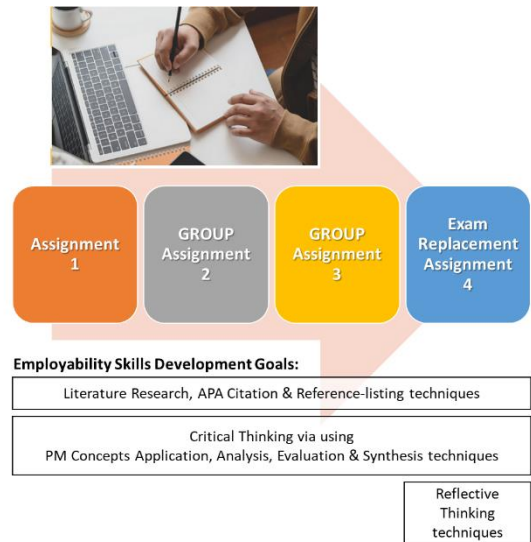 Assignment
1
GROUP
Assignment
2
GROUP
Assignment
3
Exam
Replacement
Assignment
4
Employability Skills Development Goals:
Literature Research, APA Citation & Reference-listing techniques
Critical Thinking via using
PM Concepts Application, Analysis, Evaluation & Synthesis techniques
Reflective
Thinking
techniques